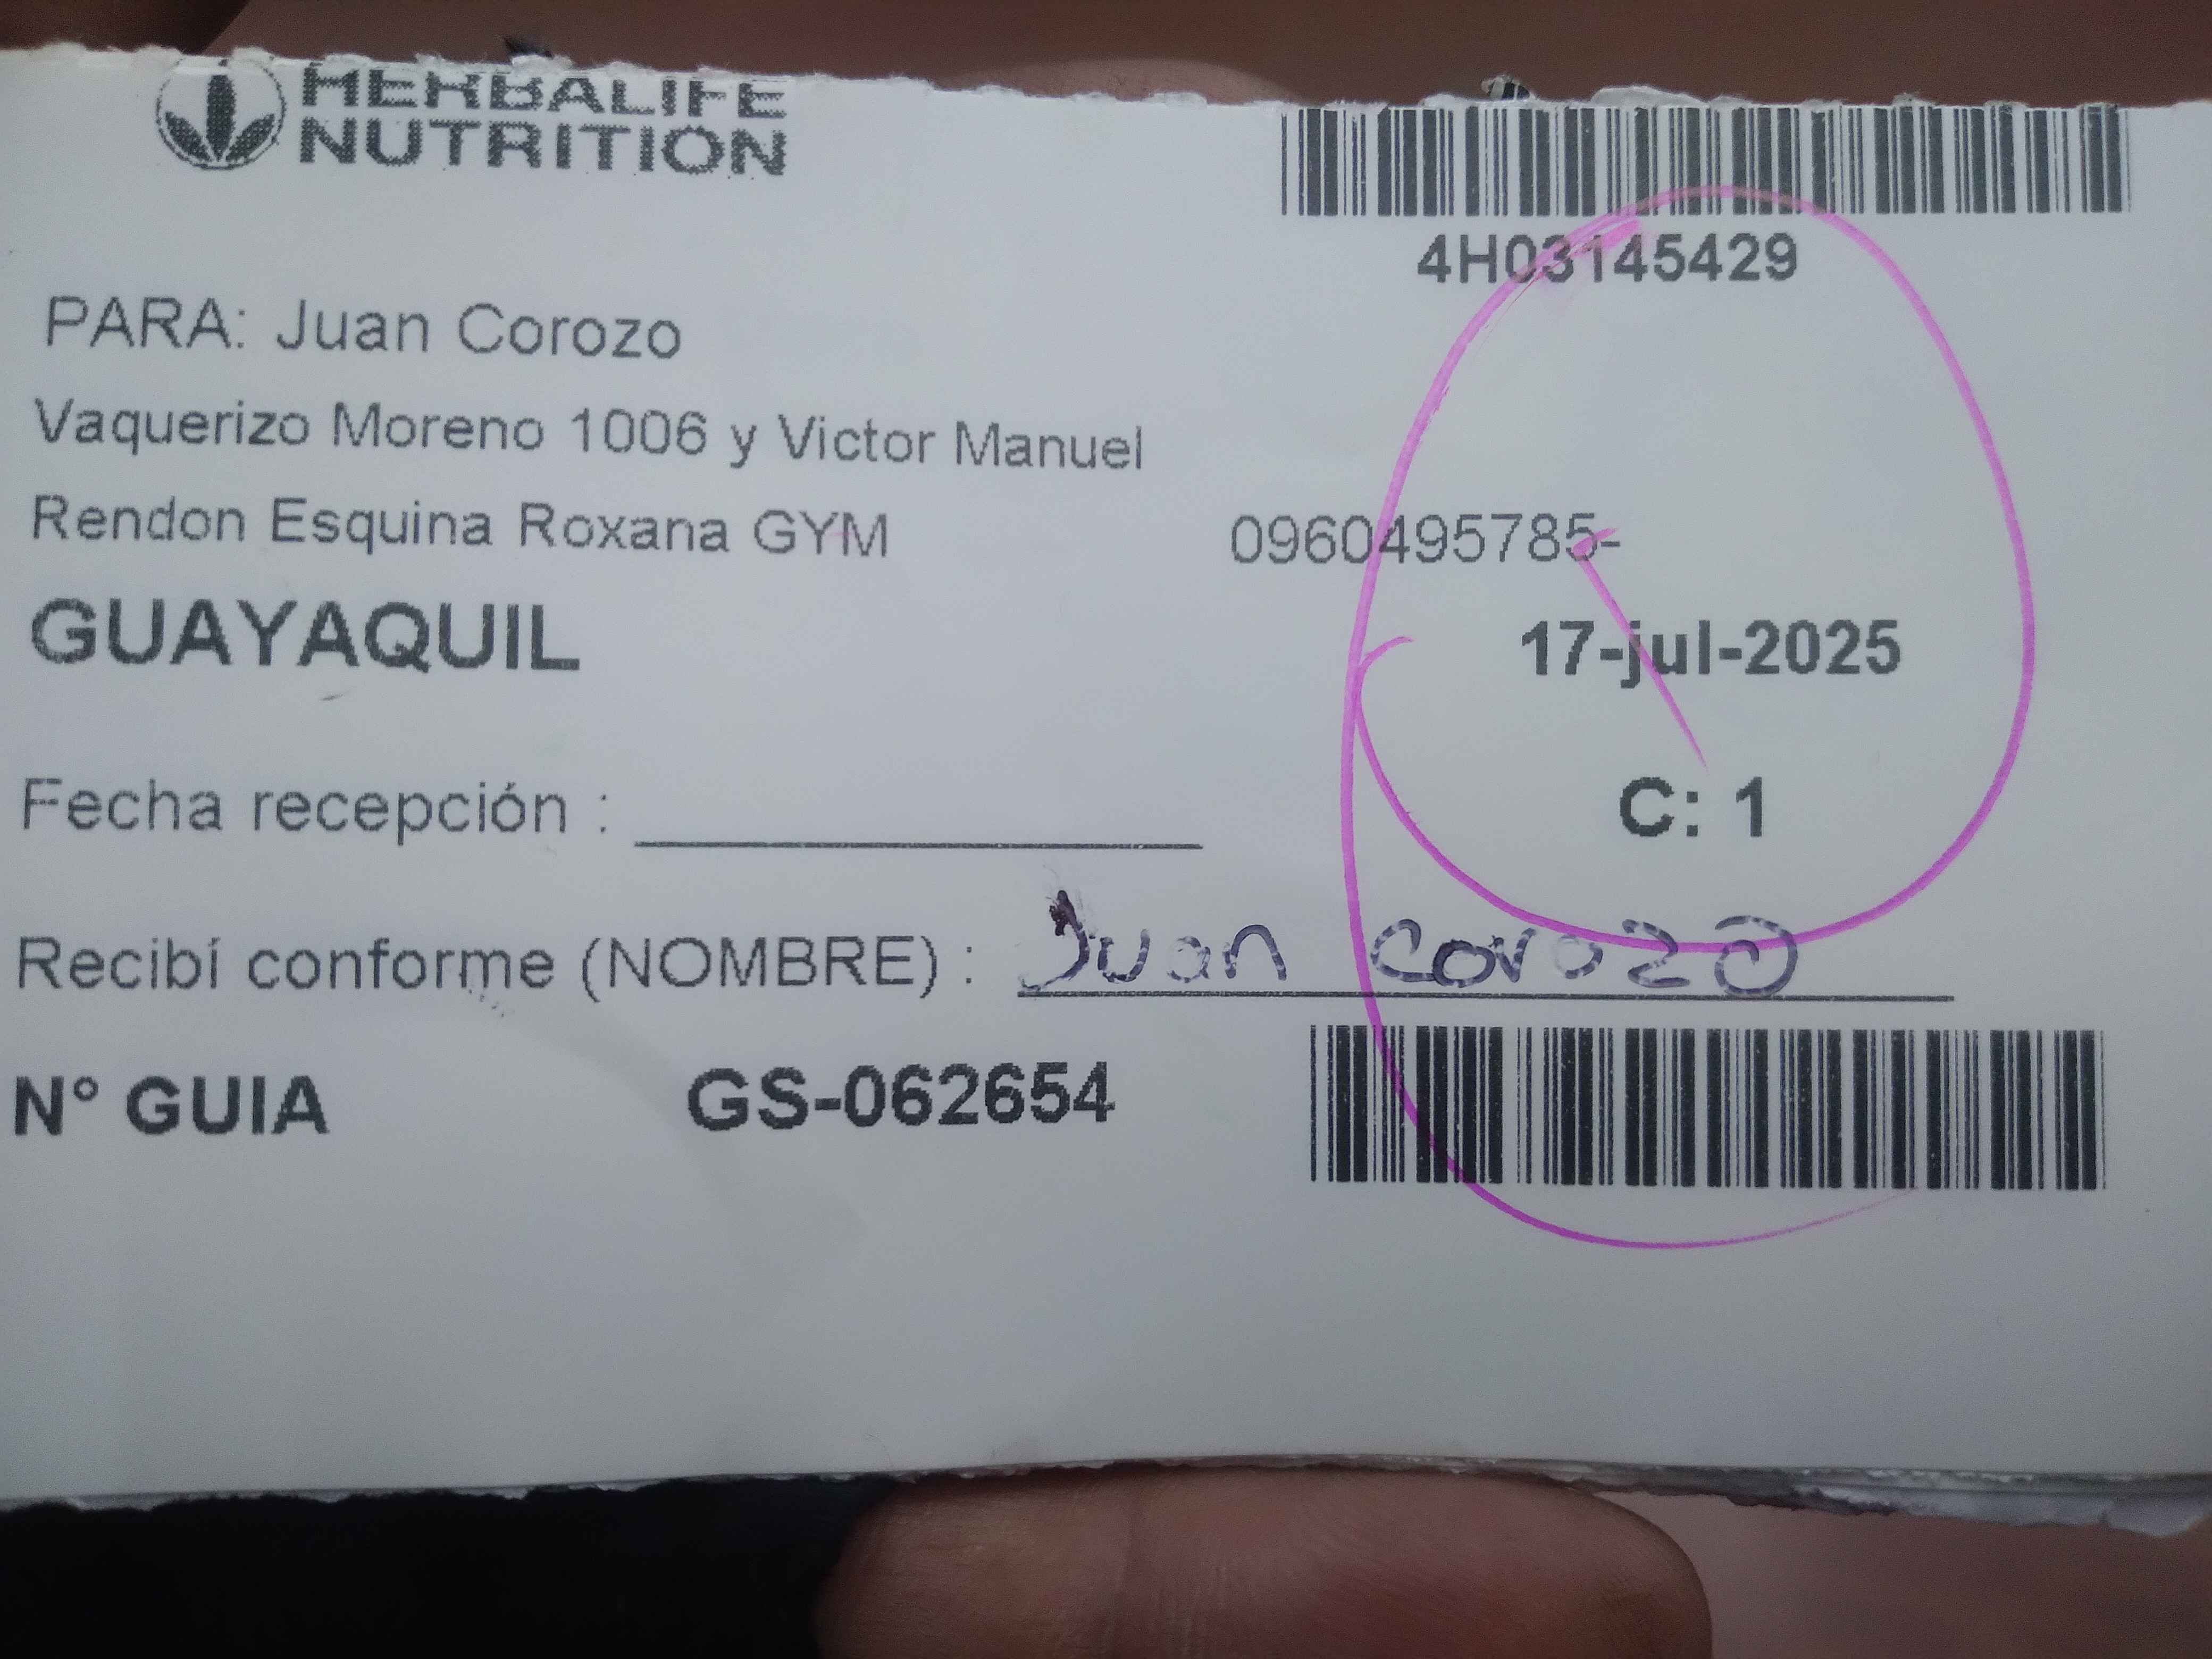 HERBALIFE
NUTRITION
4H03145429
PARA: Juan Corozo
Vaquerizo Moreno 1006 y Victor Manuel
Rendon Esquina Roxana GYM
0960495785-
GUAYAQUIL
17-jul-2025
C: 1
Fecha recepción :
Recibí conforme (NOMBRE) : Juan Corozo
N° GUIA GS-062654